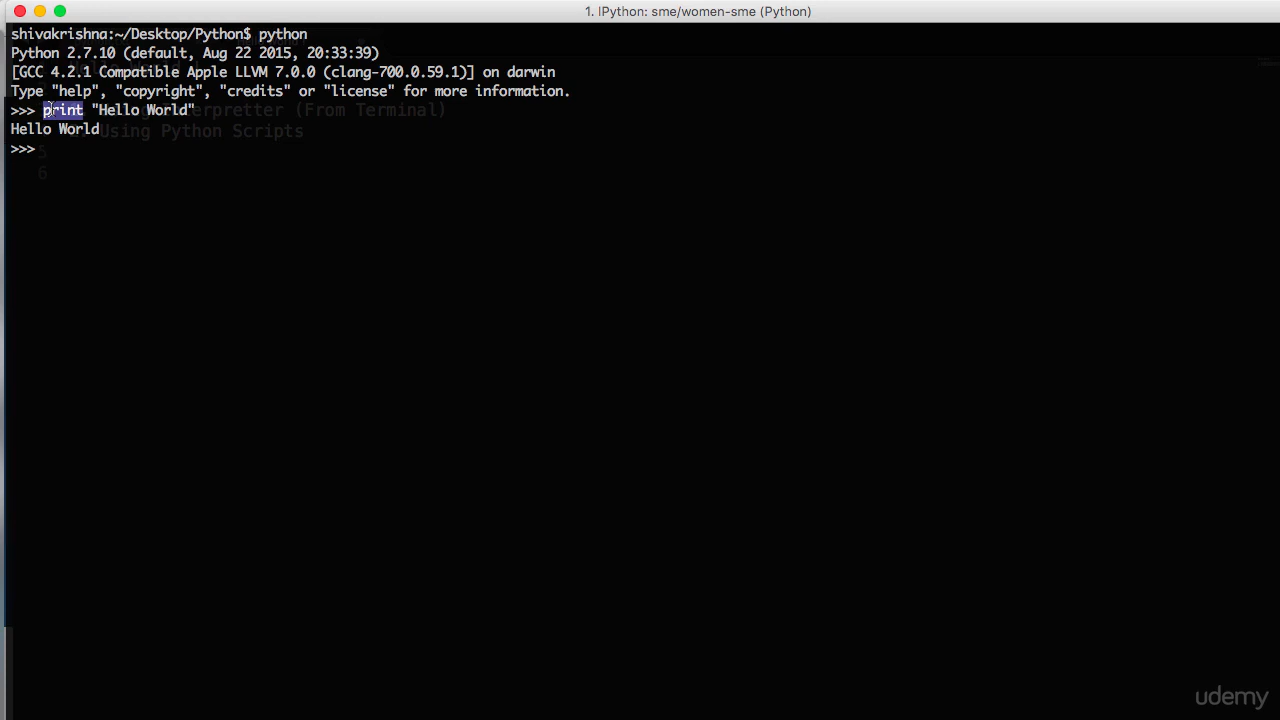 1. IPython: sme/women-sme (Python)
shivakrishna:~/Desktop/Python$ python
Python 2.7.10 (default, Aug 22 2015, 20:33:39)
[GCC 4.2.1 Compatible Apple LLVM 7.0.0 (clang-700.0.59.1)] on darwin
Type "help", "copyright", "credits" or "license" for more information.
>>> print "Hello World"
(From Terminal)
Hello World
Using Python Scripts
>>>
5
6
udemy